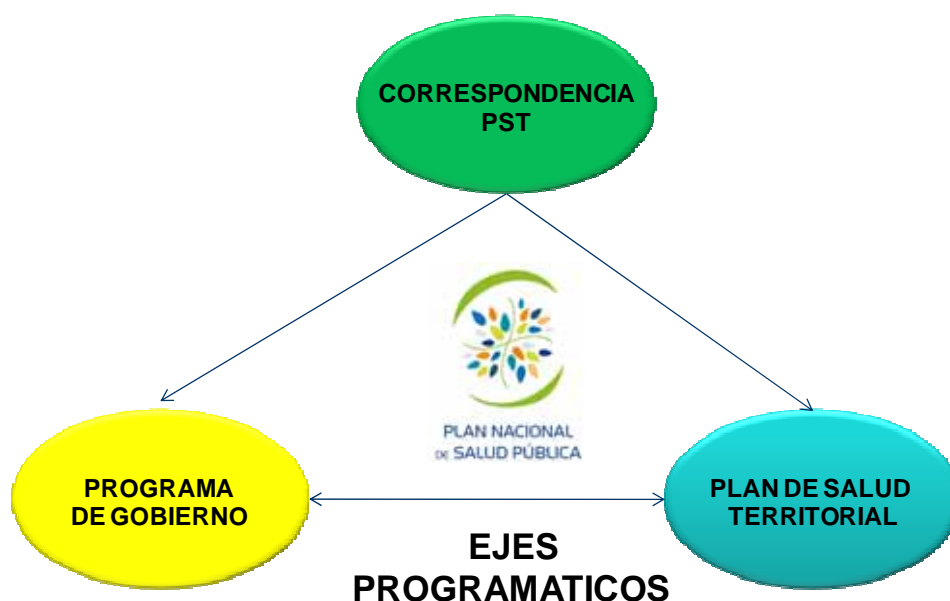 CORRESPONDENCIA
PST
PLAN NACIONAL
DE SALUD PÚBLICA
PROGRAMA
DE GOBIERNO
PLAN DE SALUD
TERRITORIAL
EJES
PROGRAMATICOS